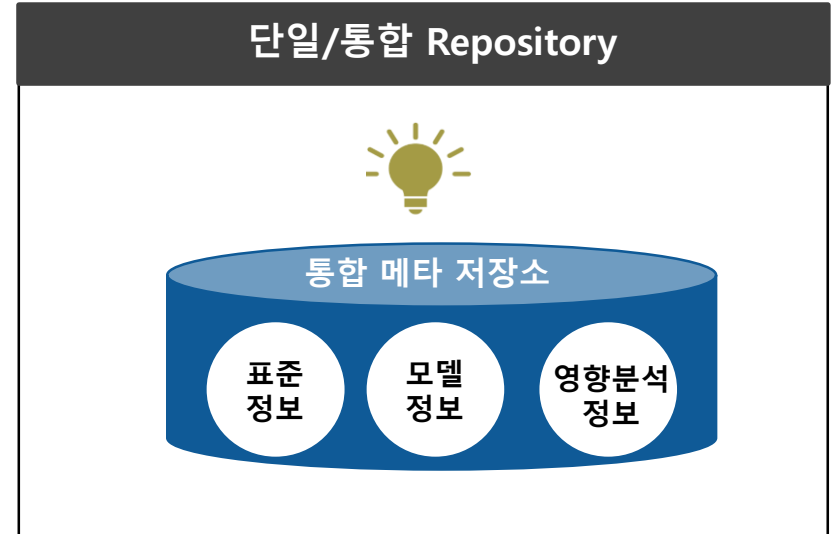 단일/통합 Repository
통합 메타 저장소
표준
정보
모델
정보
영향분석
정보